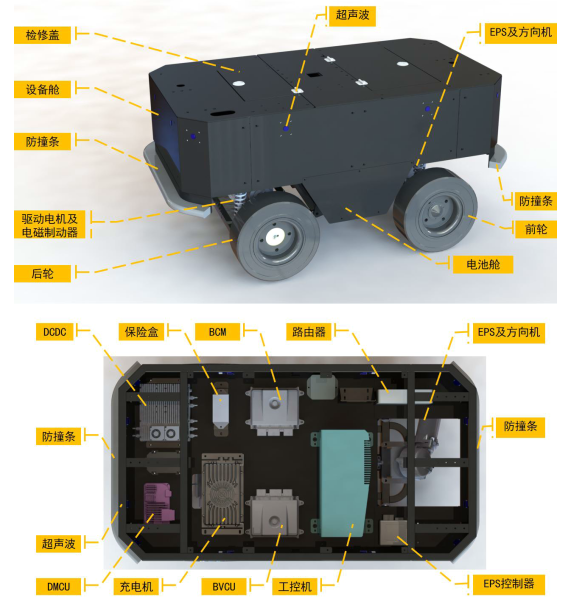 超声波
检修盖
EPS及方向机
设备舱
防撞条
防撞条
驱动电机及
电磁制动器
前轮
后轮
电池舱
DCDC
保险盒
BCM
路由器
EPS及方向机
防撞条
防撞条
超声波
DMCU
充电机
BVCU
工控机
EPS控制器